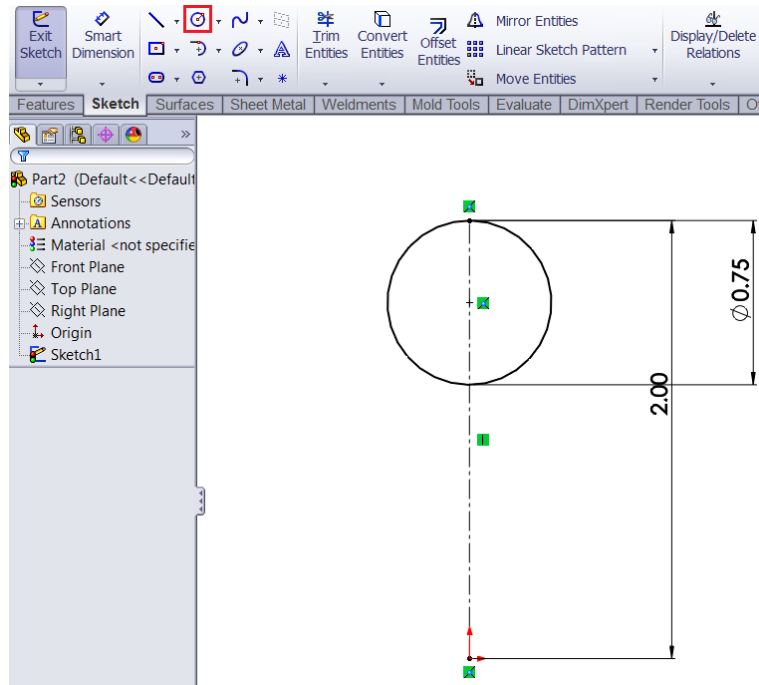 Exit Sketch
Smart Dimension
Trim Entities
Convert Entities
Offset Entities
Mirror Entities
Linear Sketch Pattern
Move Entities
Display/Delete Relations
Features Sketch Surfaces Sheet Metal Weldments Mold Tools Evaluate DimXpert Render Tools
»
Part2 (Default<<Default
Sensors
A Annotations
Material <not specifie
Front Plane
Top Plane
Right Plane
Origin
Sketch1
Ø0.75
2.00